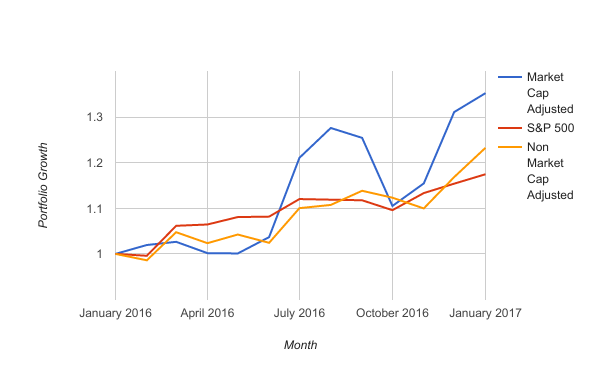 Market
Cap
Adjusted
S&P 500
Non
Market
Cap
Adjusted
Portfolio Growth
1.3
1.2
1.1
1
January 2016
April 2016
July 2016
October 2016
January 2017
Month